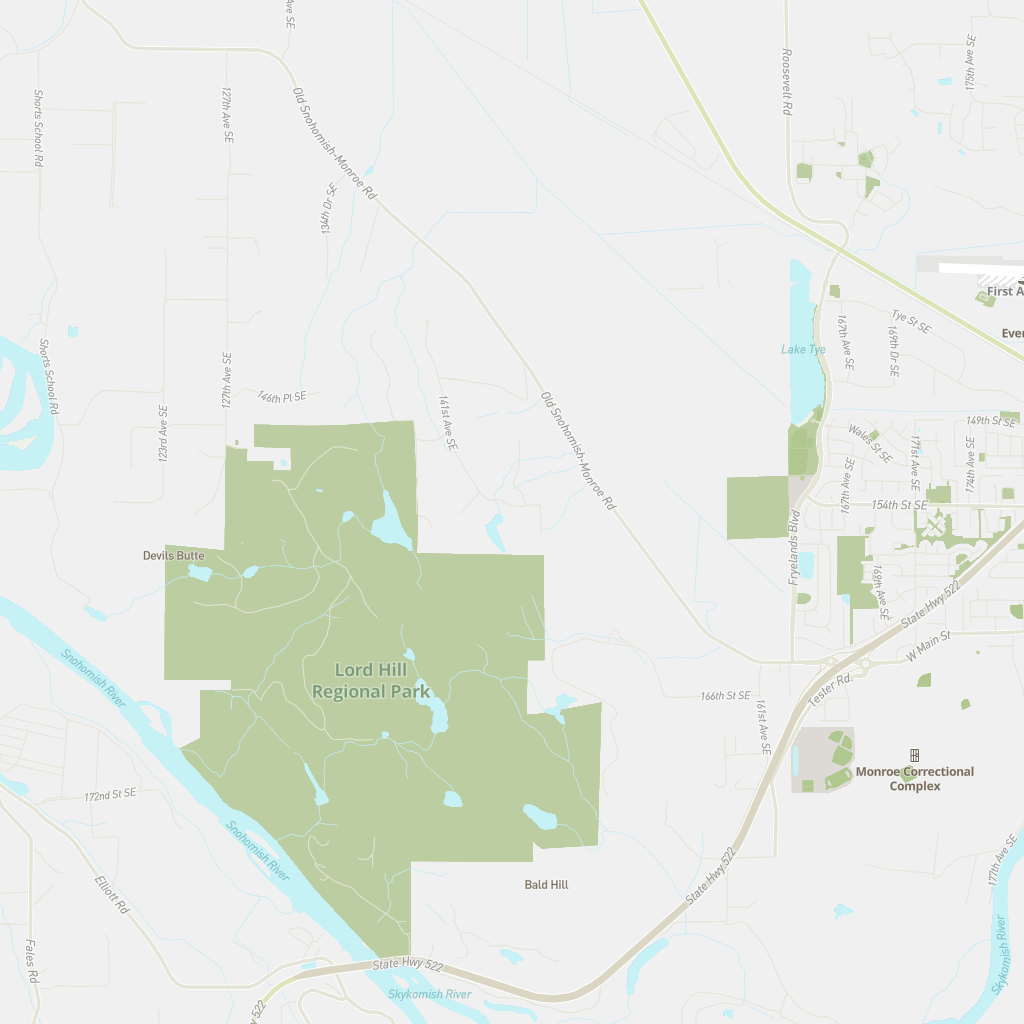 Ave SE
Shorts School Rd
127th Ave SE
Old Snohomish-Monroe Rd
134th Dr SE
Roosevelt Rd
175th Ave SE
First A
Tye St SE
Ever
167th Ave SE
169th Dr SE
Lake Tye
Shorts School Rd
127th Ave SE
146th Pl SE
123rd Ave SE
141st Ave SE
Old Snohomish-Monroe Rd
149th St SE
Wales St SE
171st Ave SE
174th Ave SE
167th Ave SE
154th St SE
Fryelands Blvd
Devils Butte
169th Ave SE
State Hwy 522
W Main St
Lord Hill
Regional Park
Snohomish River
Tester Rd
166th St SE
161st Ave SE
Monroe Correctional
Complex
172nd St SE
Snohomish River
177th Ave SE
State Hwy 522
Bald Hill
Elliott Rd
Fales Rd
State Hwy 522
Skykomish River
Skykomish River
wy 522